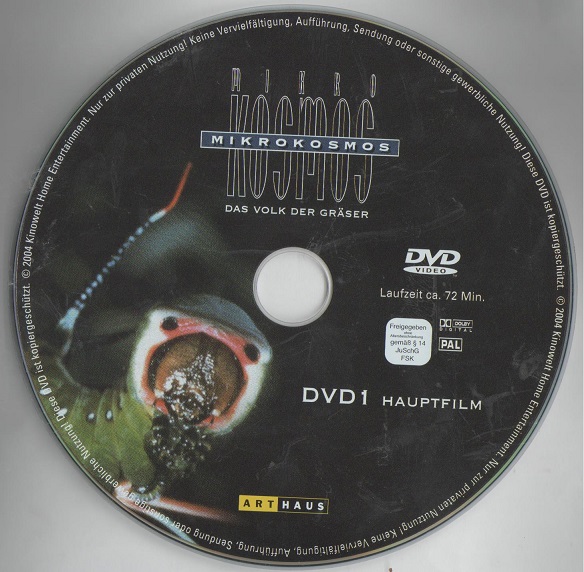 MIKRO
KOSMOS
MIKROKOSMOS
DAS VOLK DER GRÄSER
DVD
VIDEO
Laufzeit ca. 72 Min.
Freigegeben
ohne
Altersbeschränkung
gemäß § 14
JuSchG
FSK
DOLBY
DIGITAL
PAL
DVD1 HAUPTFILM
ARTHAUS
© 2004 Kinowelt Home Entertainment. Nur zur privaten Nutzung! Keine Vervielfältigung, Aufführung, Sendung oder sonstige gewerbliche Nutzung! Diese DVD ist kopiergeschützt.
© 2004 Kinowelt Home Entertainment. Nur zur privaten Nutzung! Keine Vervielfältigung, Aufführung, Sendung oder sonstige gewerbliche Nutzung! Diese DVD ist kopiergeschützt.